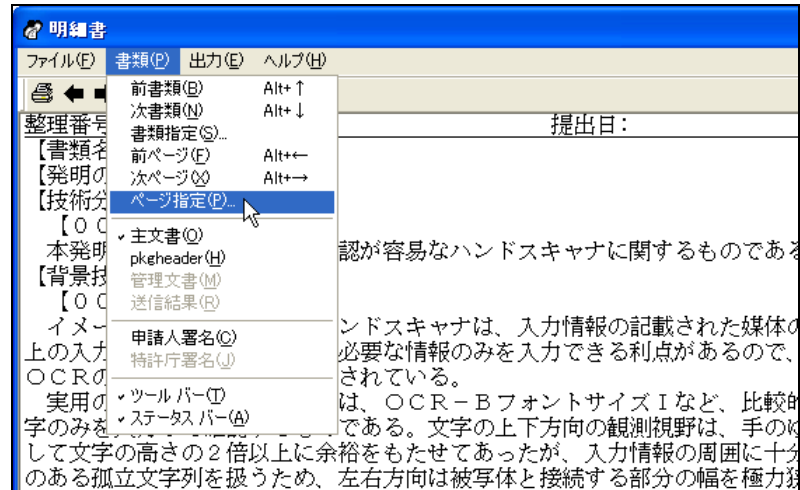 明細書
ファイル(F) 書類(P) 出力(E) ヘルプ(H)
前書類(B) Alt+↑
次書類(N) Alt+↓
書類指定(S)...
前ページ(F) Alt+←
次ページ(X) Alt+→
ページ指定(P)...
✓主文書(O)
pkgheader(H)
管理文書(M)
送信結果(R)
申請人署名(C)
特許庁署名(J)
✓ツール バー(T)
✓ステータス バー(A)
整理番号 提出日：
【書類名
【発明の
【技術分
【００
本発明 認が容易なハンドスキャナに関するものである
【背景技
【００
イメー ンドスキャナは、入力情報の記載された媒体の
上の入力 必要な情報のみを入力できる利点があるので、
ＯＣＲの されている。
実用の は、ＯＣＲ－ＢフォントサイズＩなど、比較的
字のみを である。文字の上下方向の観測視野は、手のゆ
して文字の高さの２倍以上に余裕をもたせてあったが、入力情報の周囲に十分
のある孤立文字列を扱うため、左右方向は被写体と接続する部分の幅を極力狭